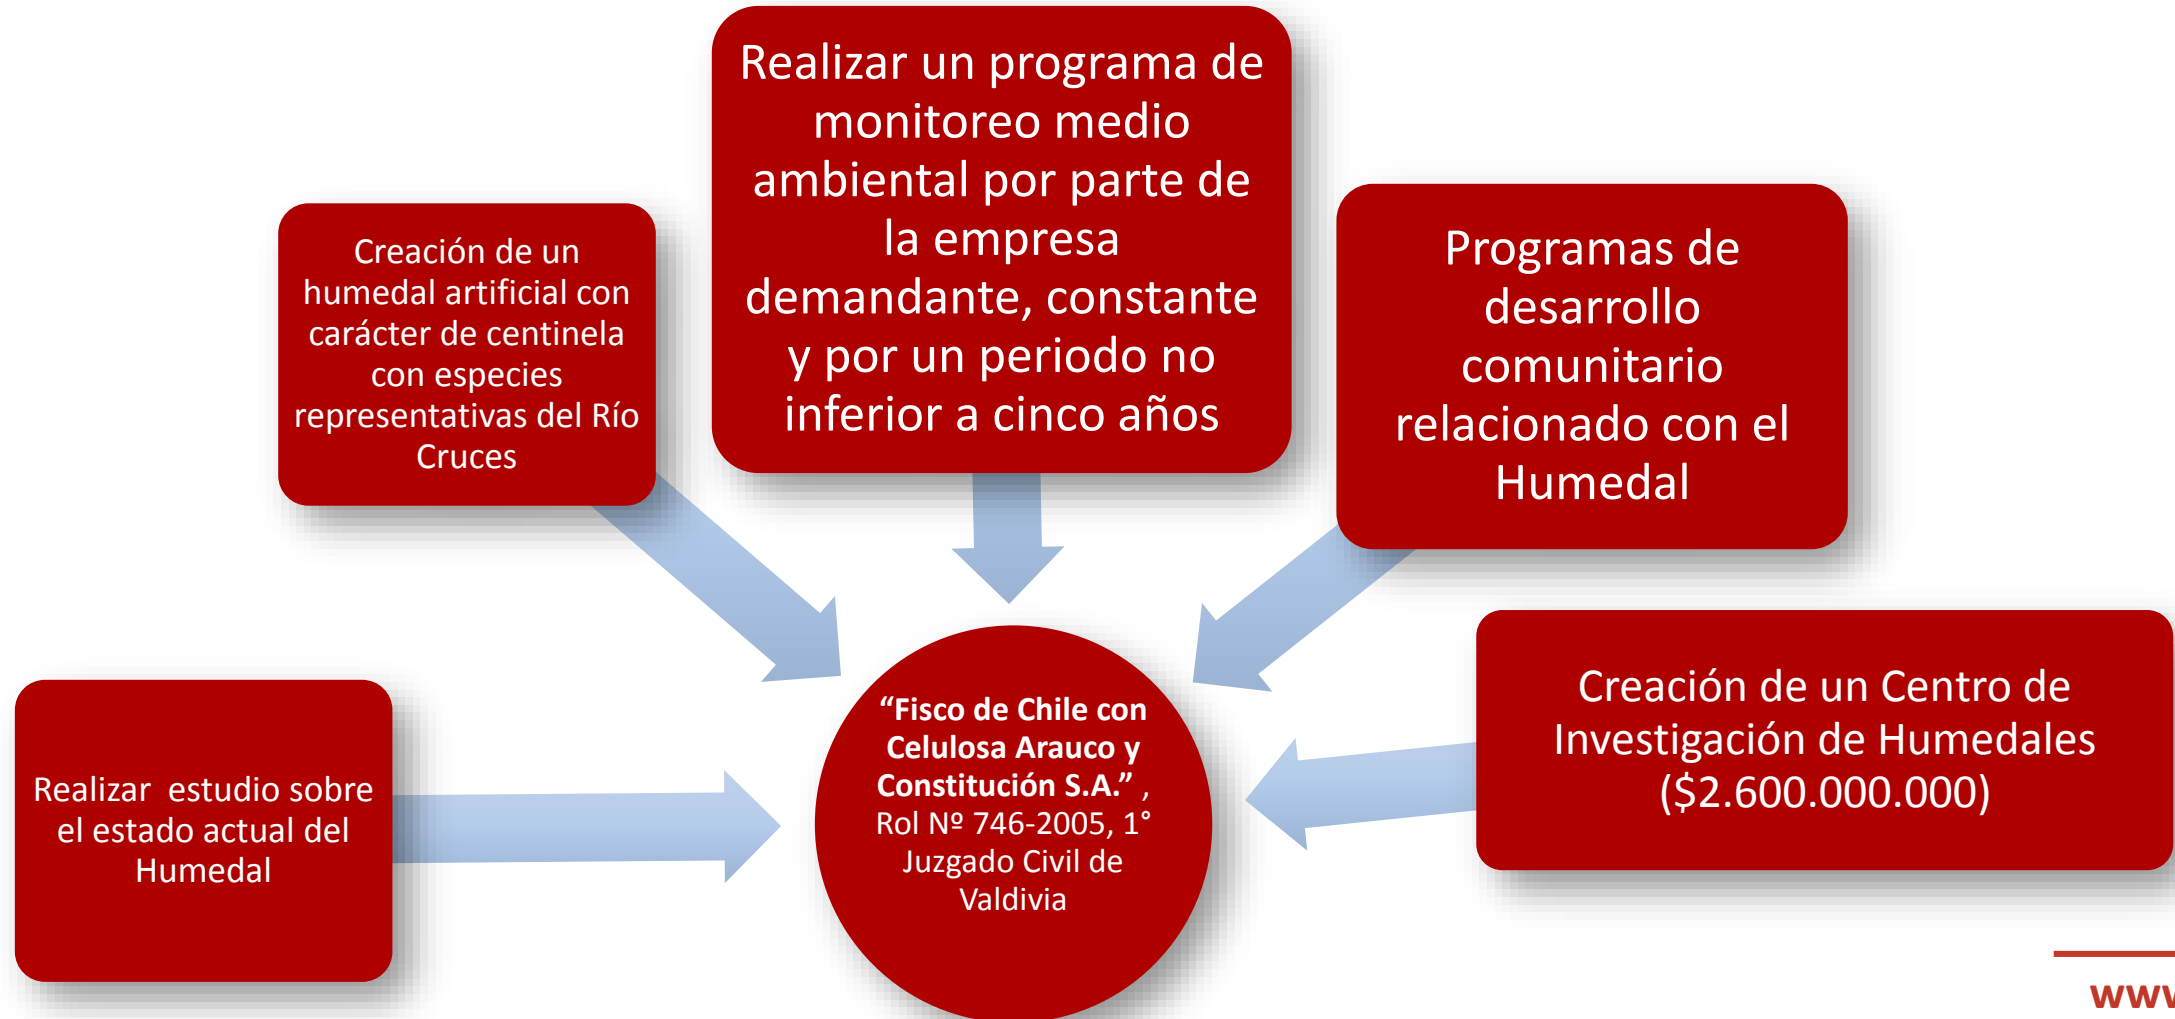 Realizar un programa de
monitoreo medio
ambiental por parte de
la empresa
demandante, constante
y por un periodo no
inferior a cinco años
Creación de un
humedal artificial con
carácter de centinela
con especies
representativas del Río
Cruces
Programas de
desarrollo
comunitario
relacionado con el
Humedal
Realizar  estudio sobre
el estado actual del
Humedal
“Fisco de Chile con
Celulosa Arauco y
Constitución S.A.” ,
Rol Nº 746-2005, 1°
Juzgado Civil de
Valdivia
Creación de un Centro de
Investigación de Humedales
($2.600.000.000)